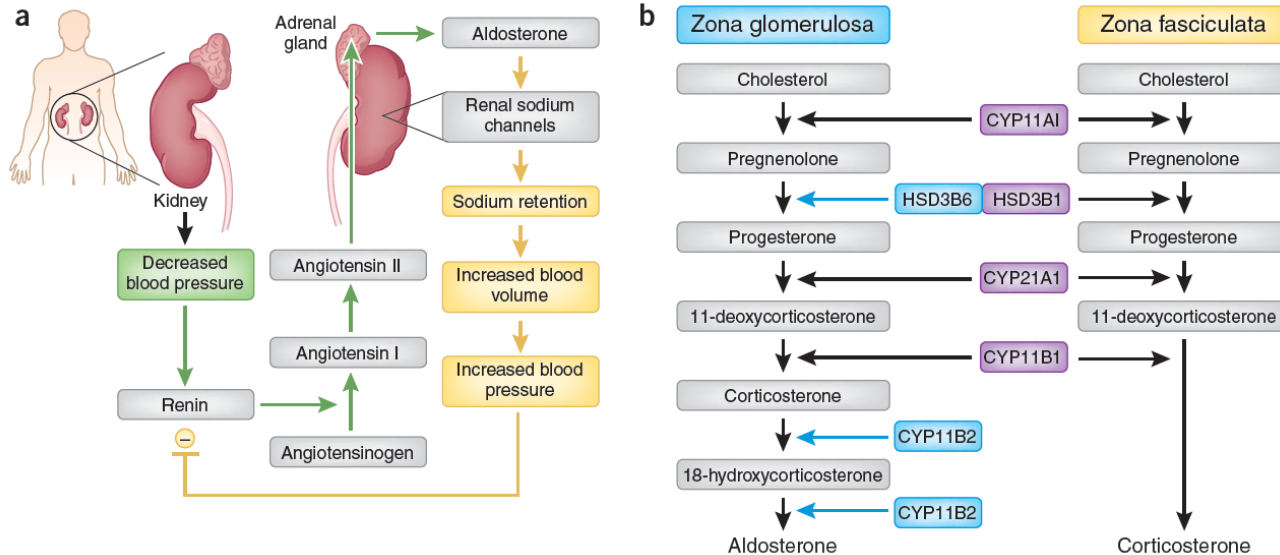 a
Kidney
Decreased
blood pressure
Renin
−
Adrenal
gland
Angiotensin II
Angiotensin I
Angiotensinogen
Aldosterone
Renal sodium
channels
Sodium retention
Increased blood
volume
Increased blood
pressure
b
Zona glomerulosa
Zona fasciculata
Cholesterol
Cholesterol
CYP11AI
Pregnenolone
Pregnenolone
HSD3B6
HSD3B1
Progesterone
Progesterone
CYP21A1
11-deoxycorticosterone
11-deoxycorticosterone
CYP11B1
Corticosterone
CYP11B2
18-hydroxycorticosterone
CYP11B2
Aldosterone
Corticosterone